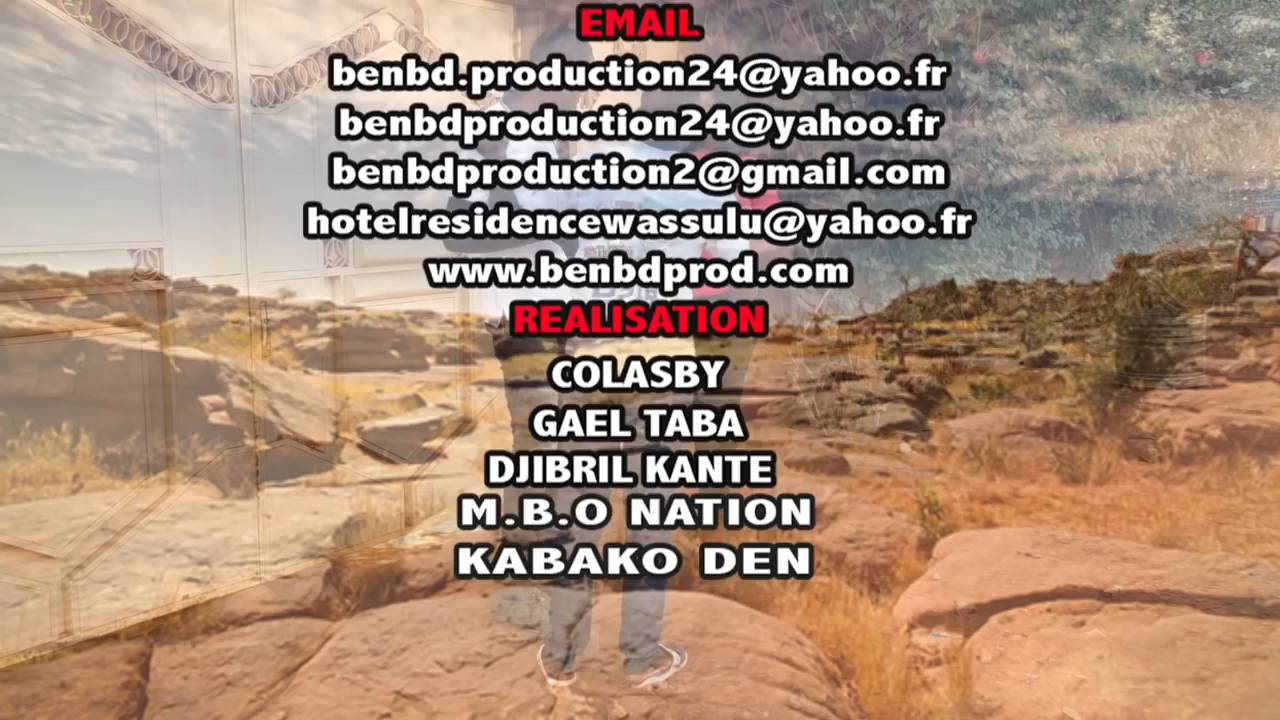 EMAIL
benbd.production24@yahoo.fr
benbdproduction24@yahoo.fr
benbdproduction2@gmail.com
hotelresidencewassulu@yahoo.fr
www.benbdprod.com
REALISATION
COLASBY
GAEL TABA
DJIBRIL KANTE
M.B.O NATION
KABAKO DEN